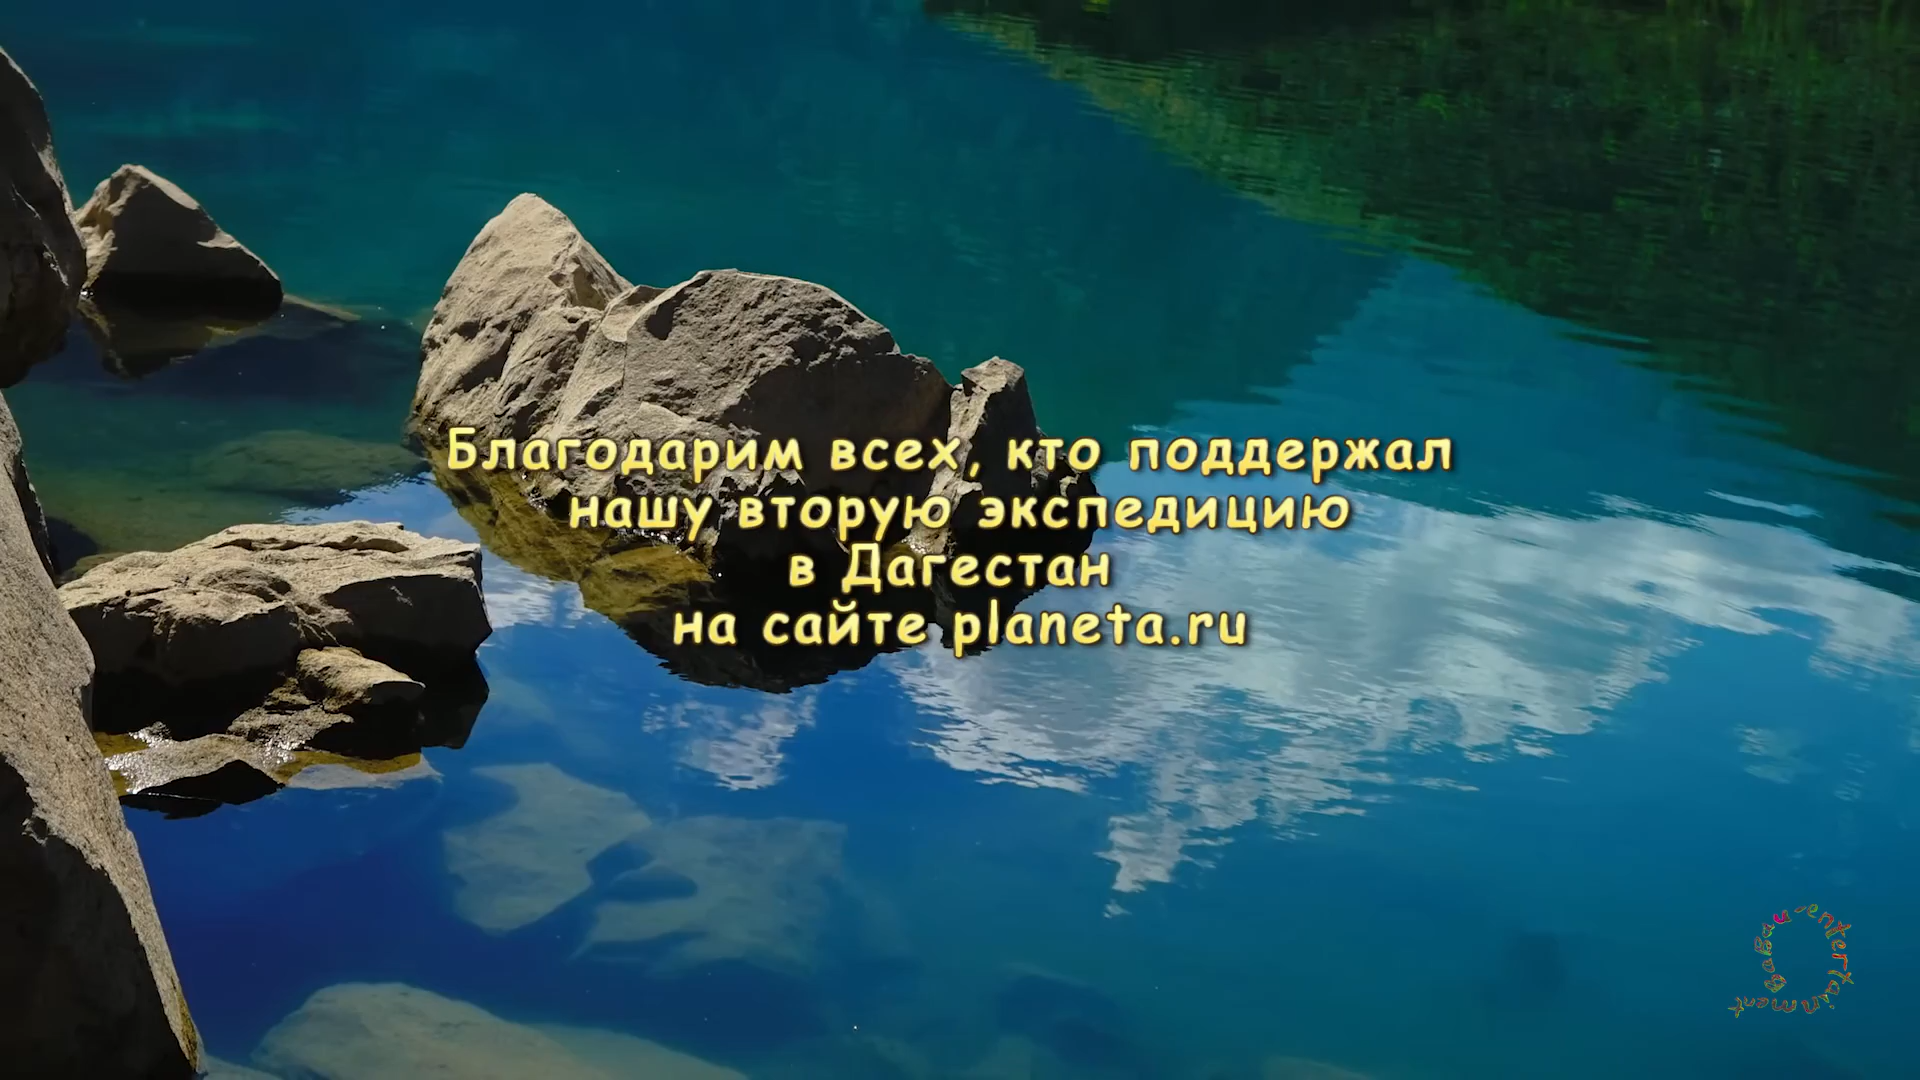 Благодарим всех, кто поддержал
нашу вторую экспедицию
в Дагестан
на сайте planeta.ru